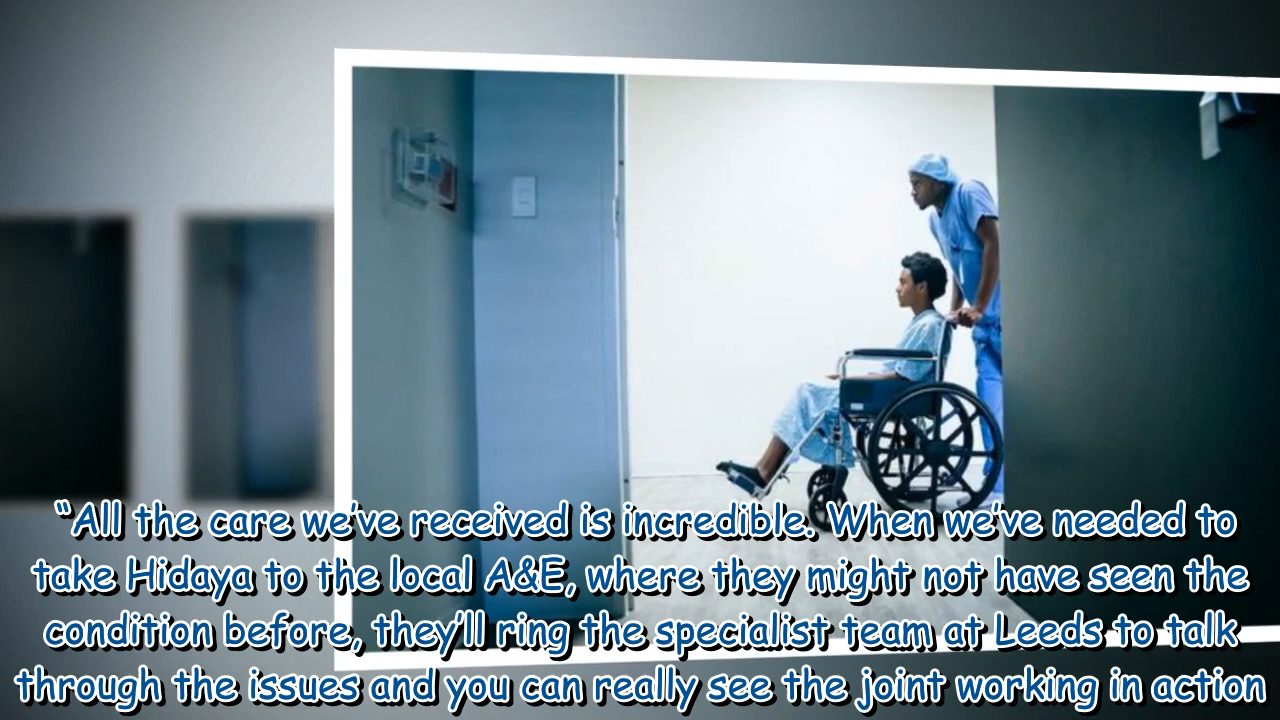 “All the care we’ve received is incredible. When we’ve needed to
take Hidaya to the local A&E, where they might not have seen the
condition before, they’ll ring the specialist team at Leeds to talk
through the issues and you can really see the joint working in action